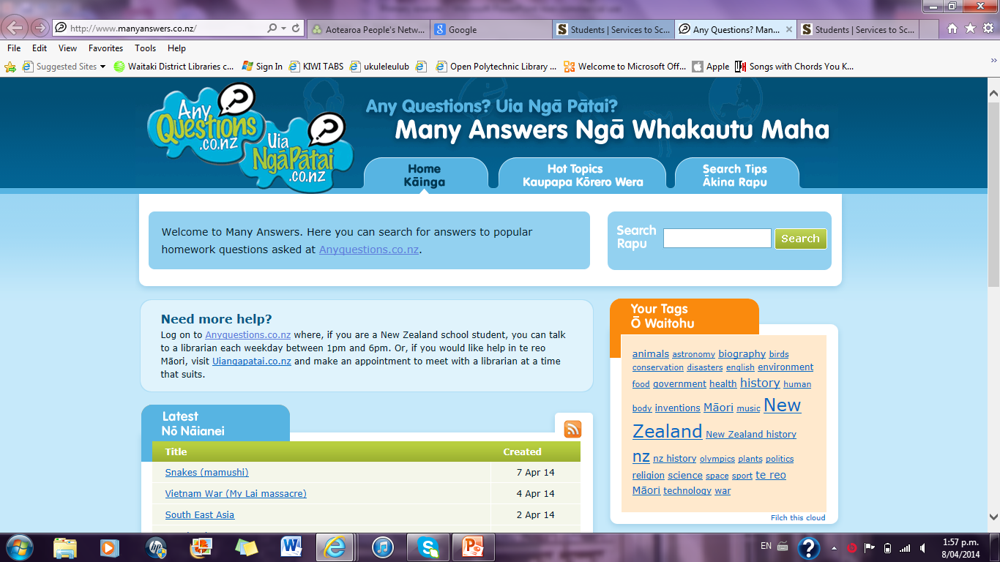 http://www.manyanswers.co.nz/
Aotearoa People's Netw...
Google
Students | Services to Sc...
Any Questions? Man...
Students | Services to Sc...
File Edit View Favorites Tools Help
Suggested Sites
Waitaki District Libraries c...
Sign In
KIWI TABS
ukuleleulub
Open Polytechnic Library ...
Welcome to Microsoft Off...
Apple
Songs with Chords You K...
Any
Questions
.co.nz
Uia
NgāPātai
.co.nz
Any Questions? Uia Ngā Pātai?
Many Answers Ngā Whakautu Maha
Home
Kāinga
Hot Topics
Kaupapa Kōrero Wera
Search Tips
Ākina Rapu
Welcome to Many Answers. Here you can search for answers to popular
homework questions asked at Anyquestions.co.nz.
Search
Rapu
Search
Need more help?
Log on to Anyquestions.co.nz where, if you are a New Zealand school student, you can talk
to a librarian each weekday between 1pm and 6pm. Or, if you would like help in te reo
Māori, visit Uiangapatai.co.nz and make an appointment to meet with a librarian at a time
that suits.
Your Tags
Ō Waitohu
animals astronomy biography birds
conservation disasters english environment
food government health history human
body inventions Māori music New
Zealand New Zealand history
nz nz history olympics plants politics
religion science space sport te reo
Māori technology war
Filch this cloud
Latest
Nō Nāianei
Title Created
Snakes (mamushi) 7 Apr 14
Vietnam War (My Lai massacre) 4 Apr 14
South East Asia 2 Apr 14
EN
1:57 p.m.
8/04/2014